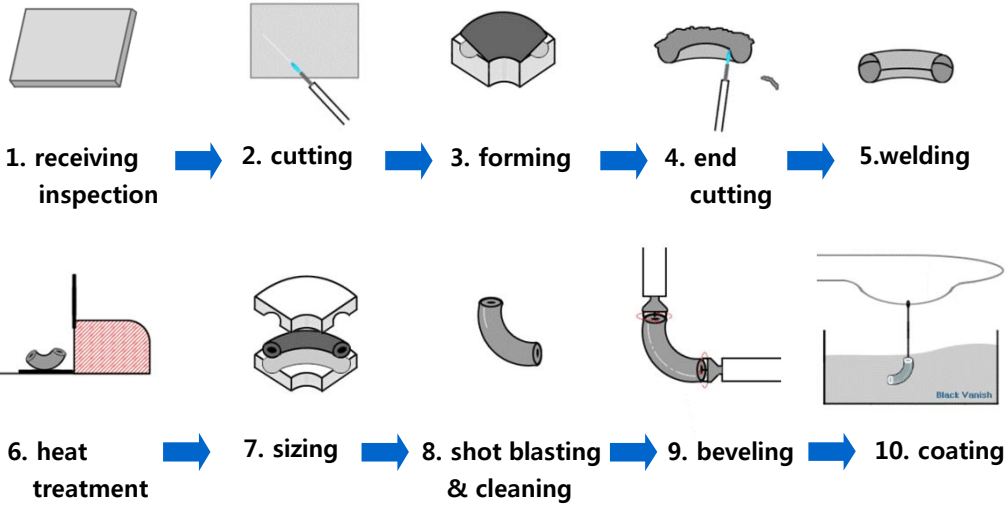 1. receiving
inspection
2. cutting
3. forming
4. end
cutting
5.welding
Black Vanish
6. heat
treatment
7. sizing
8. shot blasting
& cleaning
9. beveling
10. coating